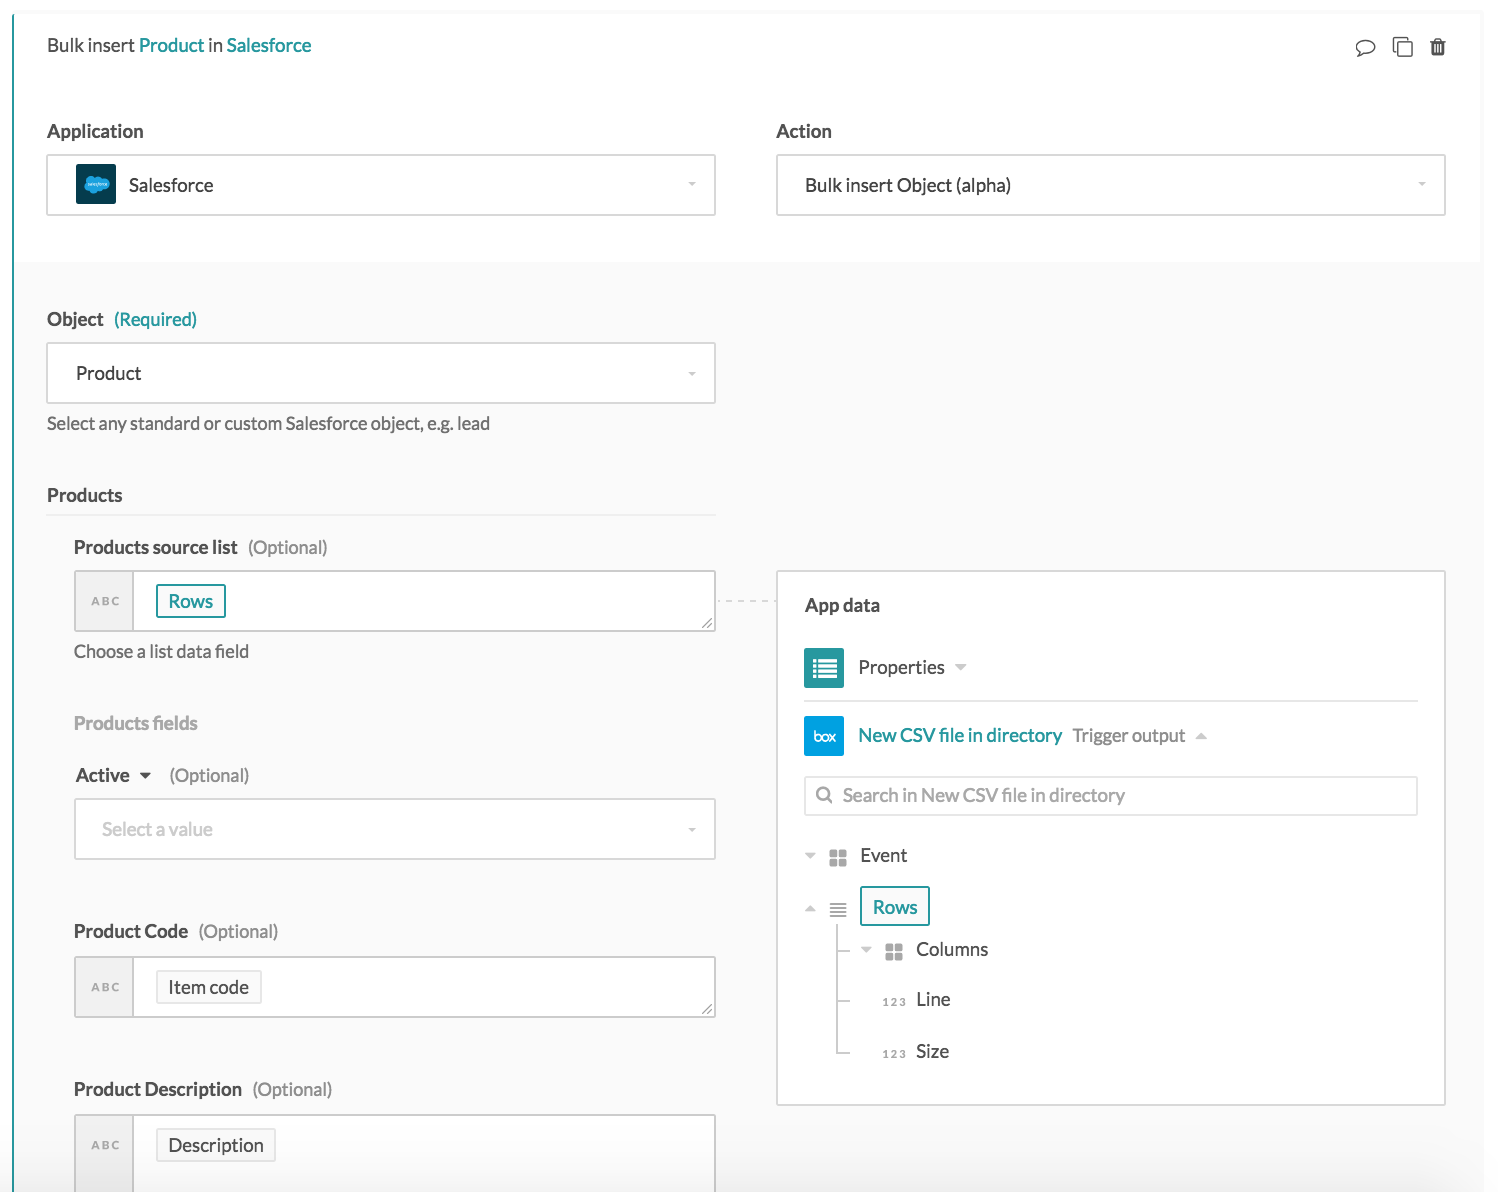 Bulk insert Product in Salesforce
Application
Salesforce
Action
Bulk insert Object (alpha)
Object (Required)
Product
Select any standard or custom Salesforce object, e.g. lead
Products
Products source list (Optional)
ABC Rows
Choose a list data field
Products fields
Active (Optional)
Select a value
Product Code (Optional)
ABC Item code
Product Description (Optional)
ABC Description
App data
Properties
box New CSV file in directory Trigger output
Search in New CSV file in directory
Event
Rows
Columns
123 Line
123 Size